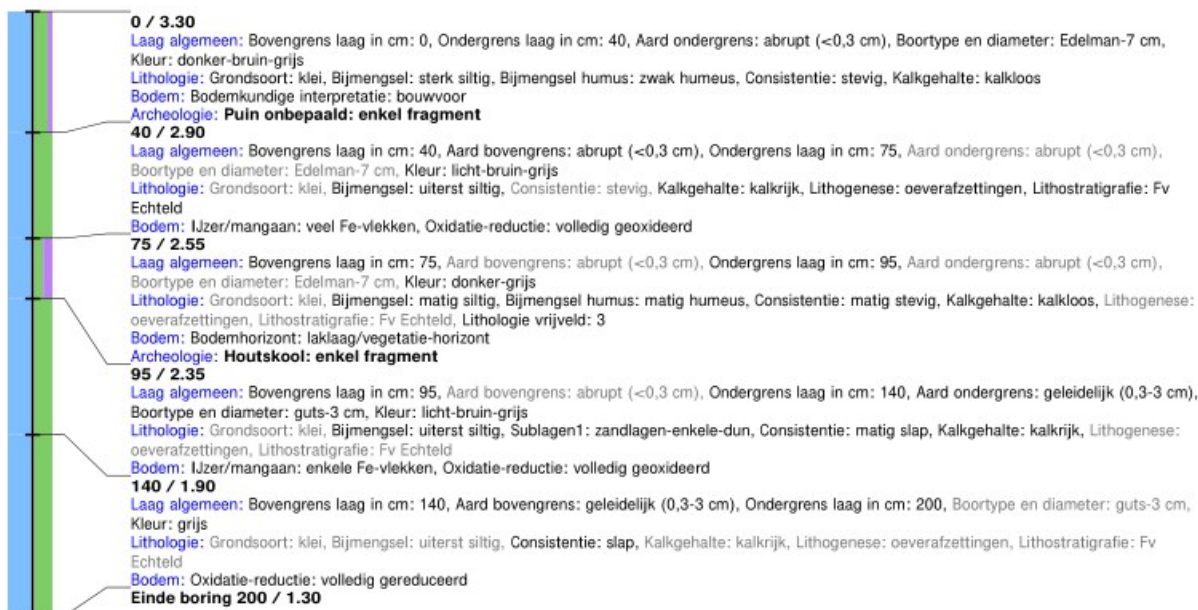 0 / 3.30
Laag algemeen: Bovengrens laag in cm: 0, Ondergrens laag in cm: 40, Aard ondergrens: abrupt (<0,3 cm), Boortype en diameter: Edelman-7 cm,
Kleur: donker-bruin-grijs
Lithologie: Grondsoort: klei, Bijmengsel: sterk siltig, Bijmengsel humus: zwak humeus, Consistentie: stevig, Kalkgehalte: kalkloos
Bodem: Bodemkundige interpretatie: bouwvoor
Archeologie: Puin onbepaald: enkel fragment
40 / 2.90
Laag algemeen: Bovengrens laag in cm: 40, Aard bovengrens: abrupt (<0,3 cm), Ondergrens laag in cm: 75, Aard ondergrens: abrupt (<0,3 cm),
Boortype en diameter: Edelman-7 cm, Kleur: licht-bruin-grijs
Lithologie: Grondsoort: klei, Bijmengsel: uiterst siltig, Consistentie: stevig, Kalkgehalte: kalkrijk, Lithogenese: oeverafzettingen, Lithostratigrafie: Fv
Echteld
Bodem: IJzer/mangaan: veel Fe-vlekken, Oxidatie-reductie: volledig geoxideerd
75 / 2.55
Laag algemeen: Bovengrens laag in cm: 75, Aard bovengrens: abrupt (<0,3 cm), Ondergrens laag in cm: 95, Aard ondergrens: abrupt (<0,3 cm),
Boortype en diameter: Edelman-7 cm, Kleur: donker-grijs
Lithologie: Grondsoort: klei, Bijmengsel: matig siltig, Bijmengsel humus: matig humeus, Consistentie: matig stevig, Kalkgehalte: kalkloos, Lithogenese:
oeverafzettingen, Lithostratigrafie: Fv Echteld, Lithologie vrijveld: 3
Bodem: Bodemhorizont: laklaag/vegetatie-horizont
Archeologie: Houtskool: enkel fragment
95 / 2.35
Laag algemeen: Bovengrens laag in cm: 95, Aard bovengrens: abrupt (<0,3 cm), Ondergrens laag in cm: 140, Aard ondergrens: geleidelijk (0,3-3 cm),
Boortype en diameter: guts-3 cm, Kleur: licht-bruin-grijs
Lithologie: Grondsoort: klei, Bijmengsel: uiterst siltig, Sublagen1: zandlagen-enkele-dun, Consistentie: matig slap, Kalkgehalte: kalkrijk, Lithogenese:
oeverafzettingen, Lithostratigrafie: Fv Echteld
Bodem: IJzer/mangaan: enkele Fe-vlekken, Oxidatie-reductie: volledig geoxideerd
140 / 1.90
Laag algemeen: Bovengrens laag in cm: 140, Aard bovengrens: geleidelijk (0,3-3 cm), Ondergrens laag in cm: 200, Boortype en diameter: guts-3 cm,
Kleur: grijs
Lithologie: Grondsoort: klei, Bijmengsel: uiterst siltig, Consistentie: slap, Kalkgehalte: kalkrijk, Lithogenese: oeverafzettingen, Lithostratigrafie: Fv
Echteld
Bodem: Oxidatie-reductie: volledig gereduceerd
Einde boring 200 / 1.30